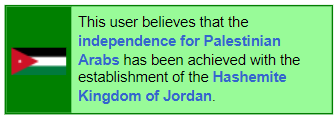 This user believes that the
independence for Palestinian
Arabs has been achieved with the
establishment of the Hashemite
Kingdom of Jordan.